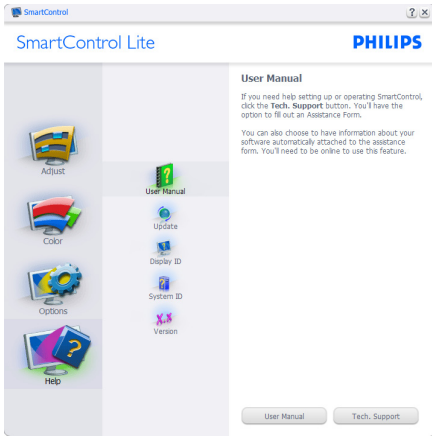 SmartControl
SmartControl Lite
PHILIPS
Adjust
Color
Options
Help
User Manual
Update
Display ID
System ID
X.X
Version
User Manual
If you need help setting up or operating SmartControl,
click the Tech. Support button. You'll have the
option to fill out an Assistance Form.
You can also choose to have information about your
software automatically attached to the assistance
form. You'll need to be online to use this feature.
User Manual
Tech. Support